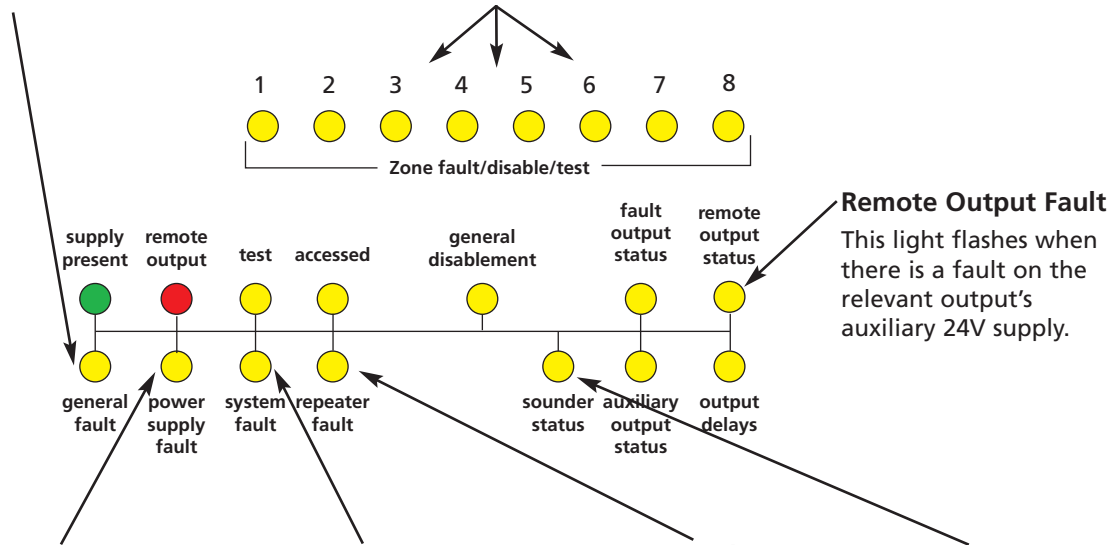 1 2 3 4 5 6 7 8
Zone fault/disable/test
supply
present
remote
output
test
accessed
general
disablement
fault
output
status
remote
output
status
Remote Output Fault
This light flashes when
there is a fault on the
relevant output's
auxiliary 24V supply.
general
fault
power
supply
fault
system
fault
repeater
fault
sounder
status
auxiliary
output
status
output
delays